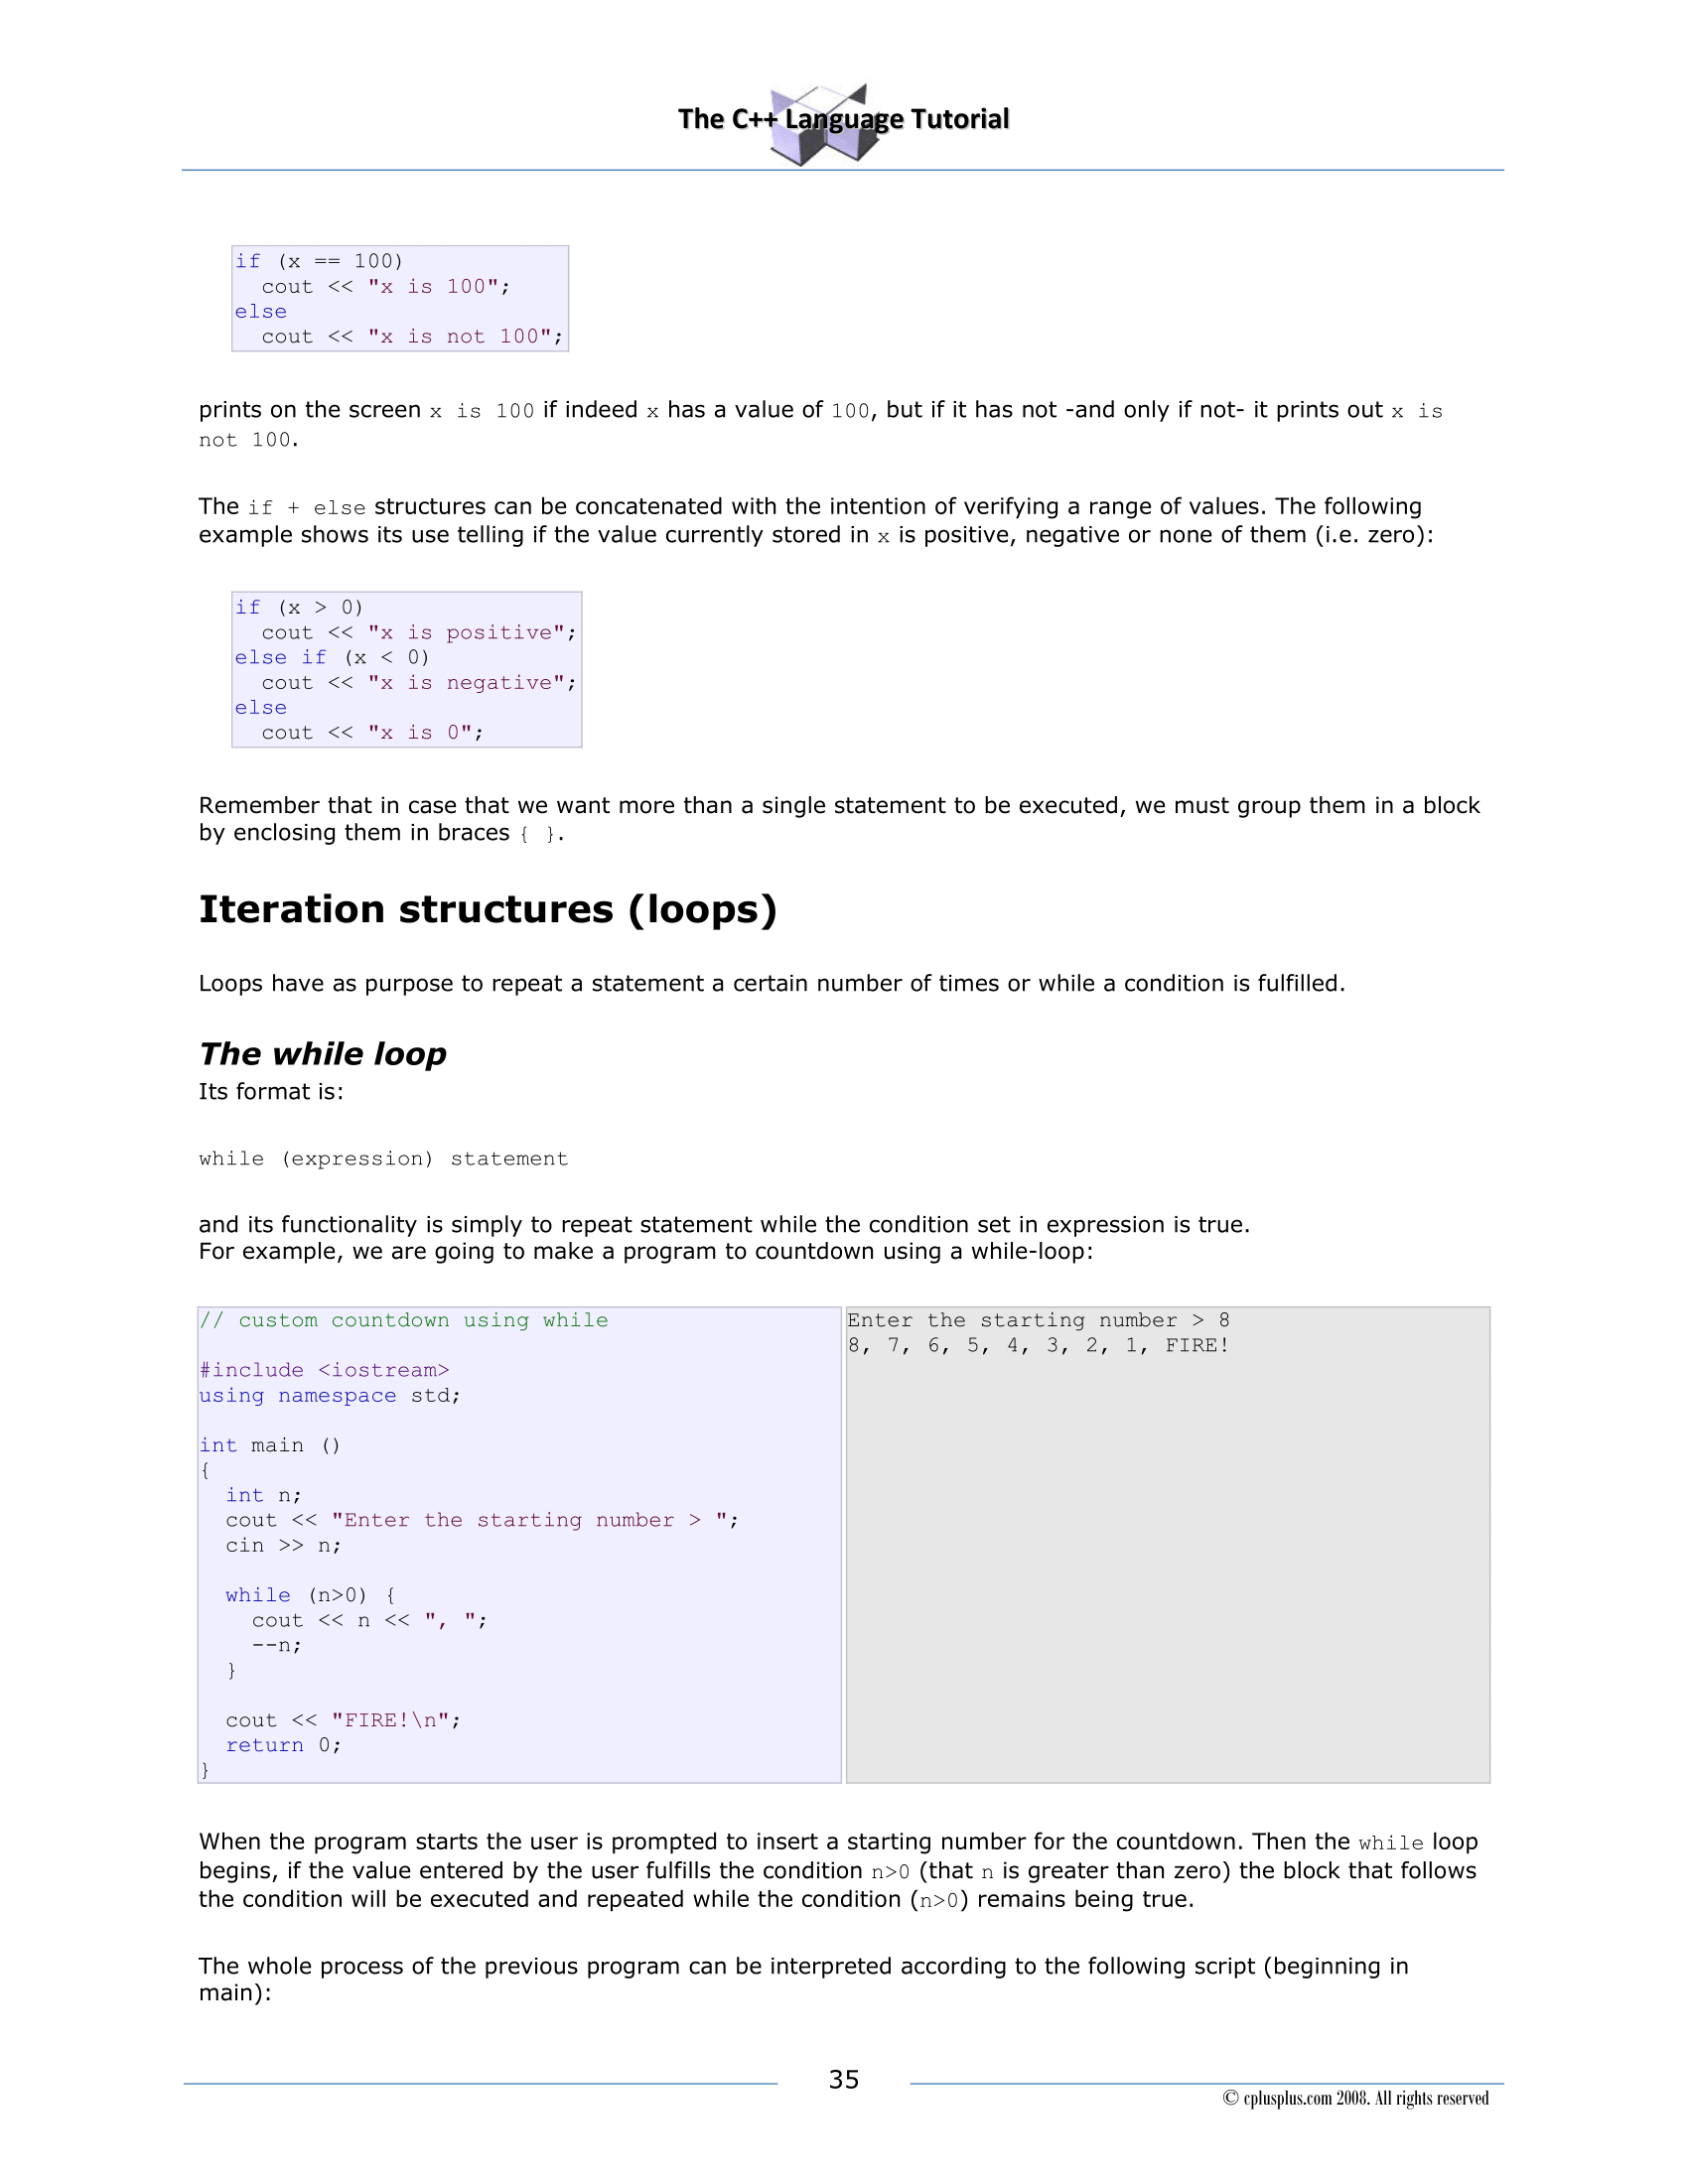 The C++ Language Tutorial
if (x == 100)
  cout << "x is 100";
else
  cout << "x is not 100";
prints on the screen x is 100 if indeed x has a value of 100, but if it has not -and only if not- it prints out x is
not 100.
The if + else structures can be concatenated with the intention of verifying a range of values. The following
example shows its use telling if the value currently stored in x is positive, negative or none of them (i.e. zero):
if (x > 0)
  cout << "x is positive";
else if (x < 0)
  cout << "x is negative";
else
  cout << "x is 0";
Remember that in case that we want more than a single statement to be executed, we must group them in a block
by enclosing them in braces { }.
Iteration structures (loops)
Loops have as purpose to repeat a statement a certain number of times or while a condition is fulfilled.
The while loop
Its format is:
while (expression) statement
and its functionality is simply to repeat statement while the condition set in expression is true.
For example, we are going to make a program to countdown using a while-loop:
// custom countdown using while
#include <iostream>
using namespace std;
int main ()
{
  int n;
  cout << "Enter the starting number > ";
  cin >> n;
  while (n>0) {
    cout << n << ", ";
    --n;
  }
  cout << "FIRE!\n";
  return 0;
}
Enter the starting number > 8
8, 7, 6, 5, 4, 3, 2, 1, FIRE!
When the program starts the user is prompted to insert a starting number for the countdown. Then the while loop
begins, if the value entered by the user fulfills the condition n>0 (that n is greater than zero) the block that follows
the condition will be executed and repeated while the condition (n>0) remains being true.
The whole process of the previous program can be interpreted according to the following script (beginning in
main):
35
© cplusplus.com 2008. All rights reserved